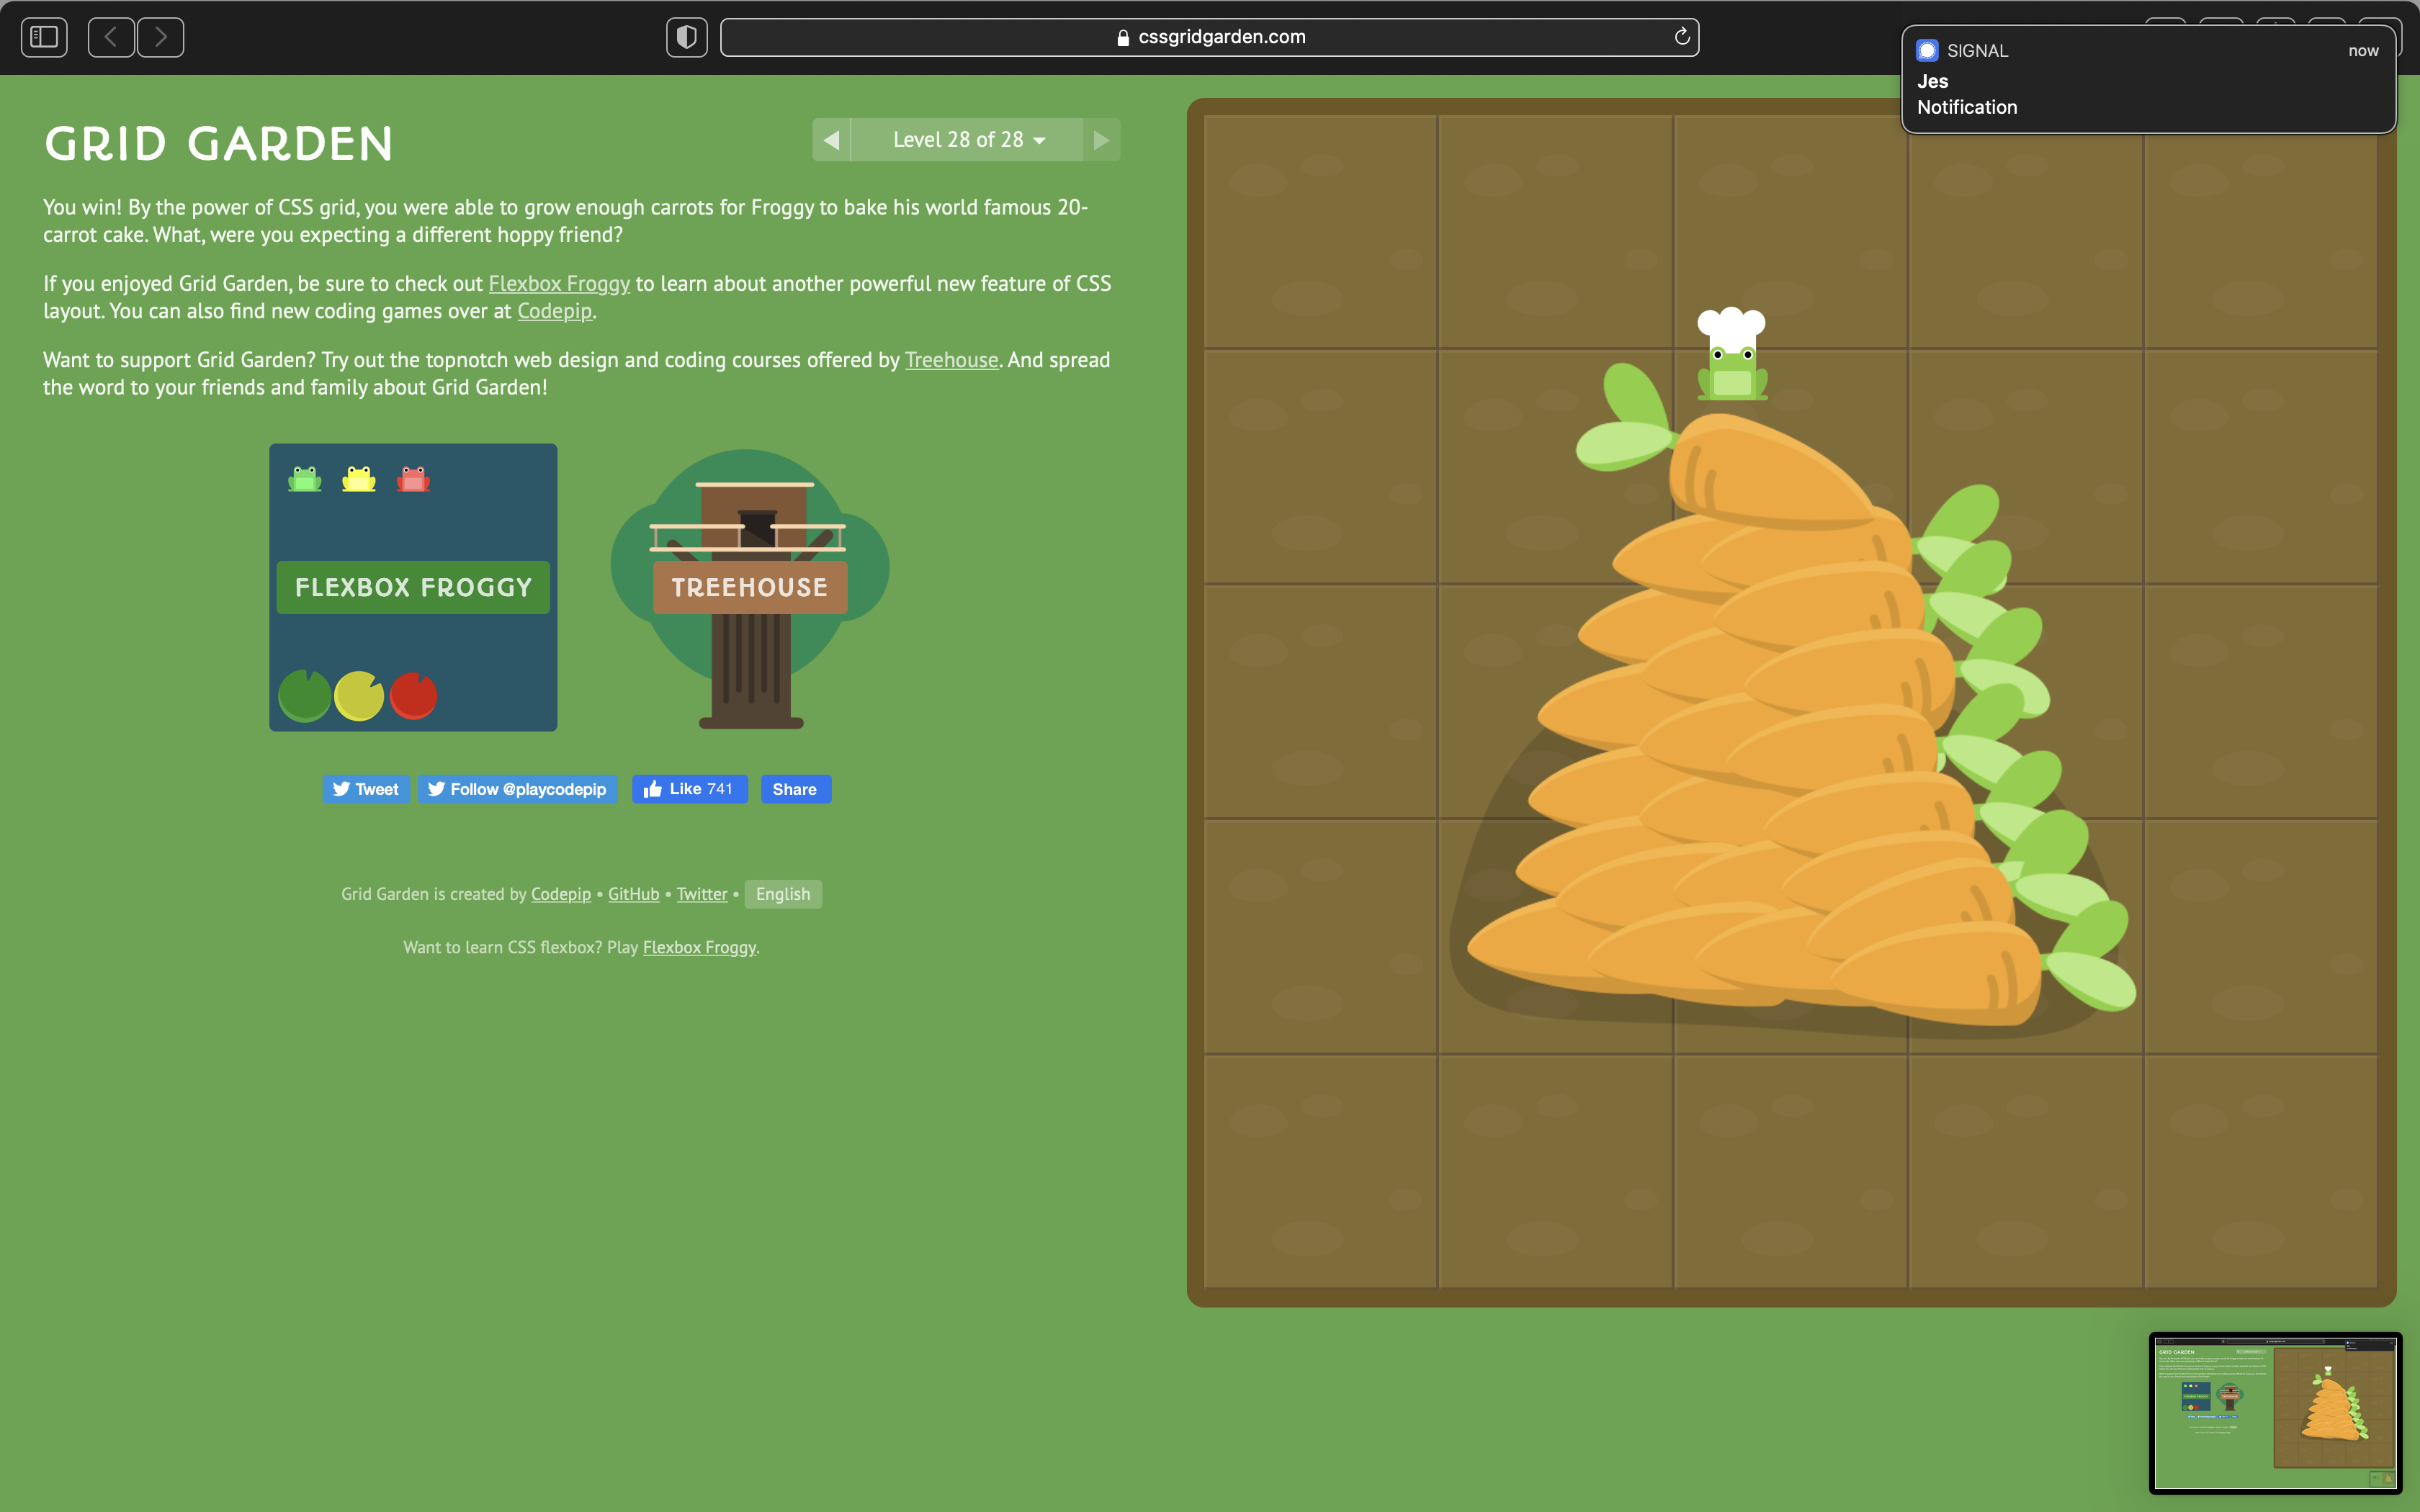 cssgridgarden.com
SIGNAL
now
Jes
Notification
GRID GARDEN
Level 28 of 28
You win! By the power of CSS grid, you were able to grow enough carrots for Froggy to bake his world famous 20-
carrot cake. What, were you expecting a different hoppy friend?
If you enjoyed Grid Garden, be sure to check out Flexbox Froggy to learn about another powerful new feature of CSS
layout. You can also find new coding games over at Codepip.
Want to support Grid Garden? Try out the topnotch web design and coding courses offered by Treehouse. And spread
the word to your friends and family about Grid Garden!
FLEXBOX FROGGY
TREEHOUSE
Tweet
Follow @playcodepip
Like 741
Share
Grid Garden is created by Codepip • GitHub • Twitter • English
Want to learn CSS flexbox? Play Flexbox Froggy.
GRID GARDEN